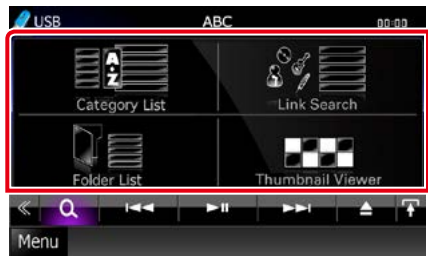 USB ABC 00:00
A
Z
Category List Link Search
Folder List Thumbnail Viewer
Menu